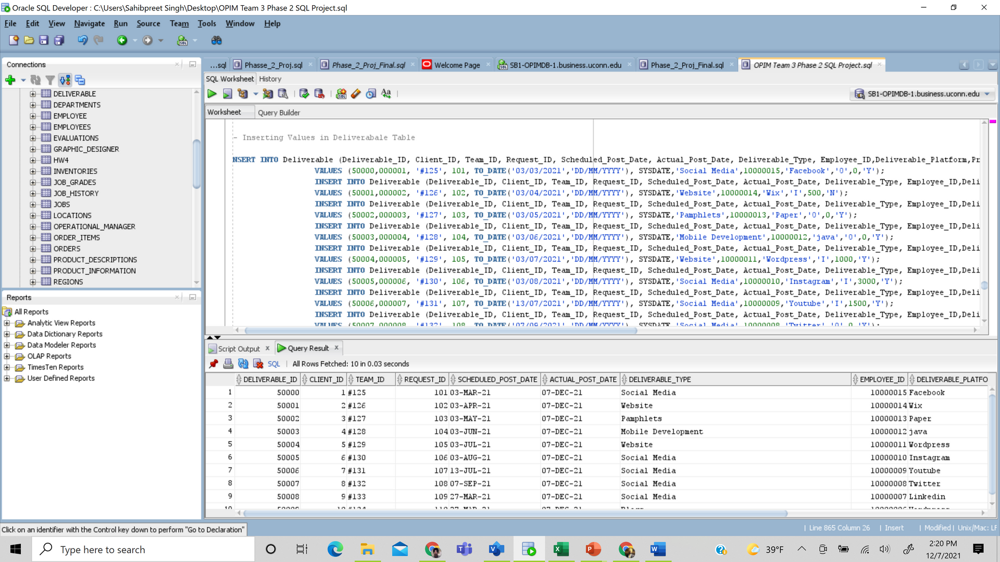 Oracle SQL Developer : C:\Users\Sahibpreet Singh\Desktop\OPIM Team 3 Phase 2 SQL Project.sql
File Edit View Navigate Run Source Team Tools Window Help
Connections
...sql Phasse_2_Proj.sql Phase_2_Proj_Final.sql Welcome Page SB1-OPIMDB-1.business.uconn.edu Phase_2_Proj_Final.sql OPIM Team 3 Phase 2 SQL Project.sql
SQL Worksheet History
SB1-OPIMDB-1.business.uconn.edu
Worksheet Query Builder
DELIVERABLE
DEPARTMENTS
EMPLOYEE
EMPLOYEES
EVALUATIONS
GRAPHIC_DESIGNER
HW4
INVENTORIES
JOB_GRADES
JOB_HISTORY
JOBS
LOCATIONS
OPERATIONAL_MANAGER
ORDER_ITEMS
ORDERS
PRODUCT_DESCRIPTIONS
PRODUCT_INFORMATION
REGIONS
Reports
All Reports
Analytic View Reports
Data Dictionary Reports
Data Modeler Reports
OLAP Reports
TimesTen Reports
User Defined Reports
- Inserting Values in Deliverabale Table
NSERT INTO Deliverable (Deliverable_ID, Client_ID, Team_ID, Request_ID, Scheduled_Post_Date, Actual_Post_Date, Deliverable_Type, Employee_ID,Deliverable_Platform,Pr
VALUES (50000,000001, '#125', 101, TO_DATE('03/03/2021','DD/MM/YYYY'), SYSDATE,'Social Media',10000015,'Facebook','O',0,'Y');
INSERT INTO Deliverable (Deliverable_ID, Client_ID, Team_ID, Request_ID, Scheduled_Post_Date, Actual_Post_Date, Deliverable_Type, Employee_ID,Deli
VALUES (50001,000002, '#126', 102, TO_DATE('03/04/2021','DD/MM/YYYY'), SYSDATE,'Website',10000014,'Wix','I',500,'N');
INSERT INTO Deliverable (Deliverable_ID, Client_ID, Team_ID, Request_ID, Scheduled_Post_Date, Actual_Post_Date, Deliverable_Type, Employee_ID,Deli
VALUES (50002,000003, '#127', 103, TO_DATE('03/05/2021','DD/MM/YYYY'), SYSDATE,'Pamphlets',10000013,'Paper','O',0,'Y');
INSERT INTO Deliverable (Deliverable_ID, Client_ID, Team_ID, Request_ID, Scheduled_Post_Date, Actual_Post_Date, Deliverable_Type, Employee_ID,Deli
VALUES (50003,000004, '#128', 104, TO_DATE('03/06/2021','DD/MM/YYYY'), SYSDATE,'Mobile Development',10000012,'java','O',0,'Y');
INSERT INTO Deliverable (Deliverable_ID, Client_ID, Team_ID, Request_ID, Scheduled_Post_Date, Actual_Post_Date, Deliverable_Type, Employee_ID,Deli
VALUES (50004,000005, '#129', 105, TO_DATE('03/07/2021','DD/MM/YYYY'), SYSDATE,'Website',10000011,'Wordpress','I',1000,'Y');
INSERT INTO Deliverable (Deliverable_ID, Client_ID, Team_ID, Request_ID, Scheduled_Post_Date, Actual_Post_Date, Deliverable_Type, Employee_ID,Deli
VALUES (50005,000006, '#130', 106, TO_DATE('03/08/2021','DD/MM/YYYY'), SYSDATE,'Social Media',10000010,'Instagram','I',3000,'Y');
INSERT INTO Deliverable (Deliverable_ID, Client_ID, Team_ID, Request_ID, Scheduled_Post_Date, Actual_Post_Date, Deliverable_Type, Employee_ID,Deli
VALUES (50006,000007, '#131', 107, TO_DATE('13/07/2021','DD/MM/YYYY'), SYSDATE,'Social Media',10000009,'Youtube','I',1500,'Y');
INSERT INTO Deliverable (Deliverable_ID, Client_ID, Team_ID, Request_ID, Scheduled_Post_Date, Actual_Post_Date, Deliverable_Type, Employee_ID,Deli
VALUES (50007,000008, '#132', 108, TO_DATE('07/09/2021','DD/MM/YYYY'), SYSDATE,'Social Media',10000008,'Twitter','O',0,'Y');
Script Output Query Result
SQL All Rows Fetched: 10 in 0.03 seconds
DELIVERABLE_ID CLIENT_ID TEAM_ID REQUEST_ID SCHEDULED_POST_DATE ACTUAL_POST_DATE DELIVERABLE_TYPE EMPLOYEE_ID DELIVERABLE_PLATFO
1 50000 1 #125 101 03-MAR-21 07-DEC-21 Social Media 10000015 Facebook
2 50001 2 #126 102 03-APR-21 07-DEC-21 Website 10000014 Wix
3 50002 3 #127 103 03-MAY-21 07-DEC-21 Pamphlets 10000013 Paper
4 50003 4 #128 104 03-JUN-21 07-DEC-21 Mobile Development 10000012 java
5 50004 5 #129 105 03-JUL-21 07-DEC-21 Website 10000011 Wordpress
6 50005 6 #130 106 03-AUG-21 07-DEC-21 Social Media 10000010 Instagram
7 50006 7 #131 107 13-JUL-21 07-DEC-21 Social Media 10000009 Youtube
8 50007 8 #132 108 07-SEP-21 07-DEC-21 Social Media 10000008 Twitter
9 50008 9 #133 109 27-MAR-21 07-DEC-21 Social Media 10000007 Linkedin
Click on an identifier with the Control key down to perform "Go to Declaration"
Line 865 Column 26 | Insert | Modified | Unix/Mac: LF
Type here to search
39°F
2:20 PM
12/7/2021